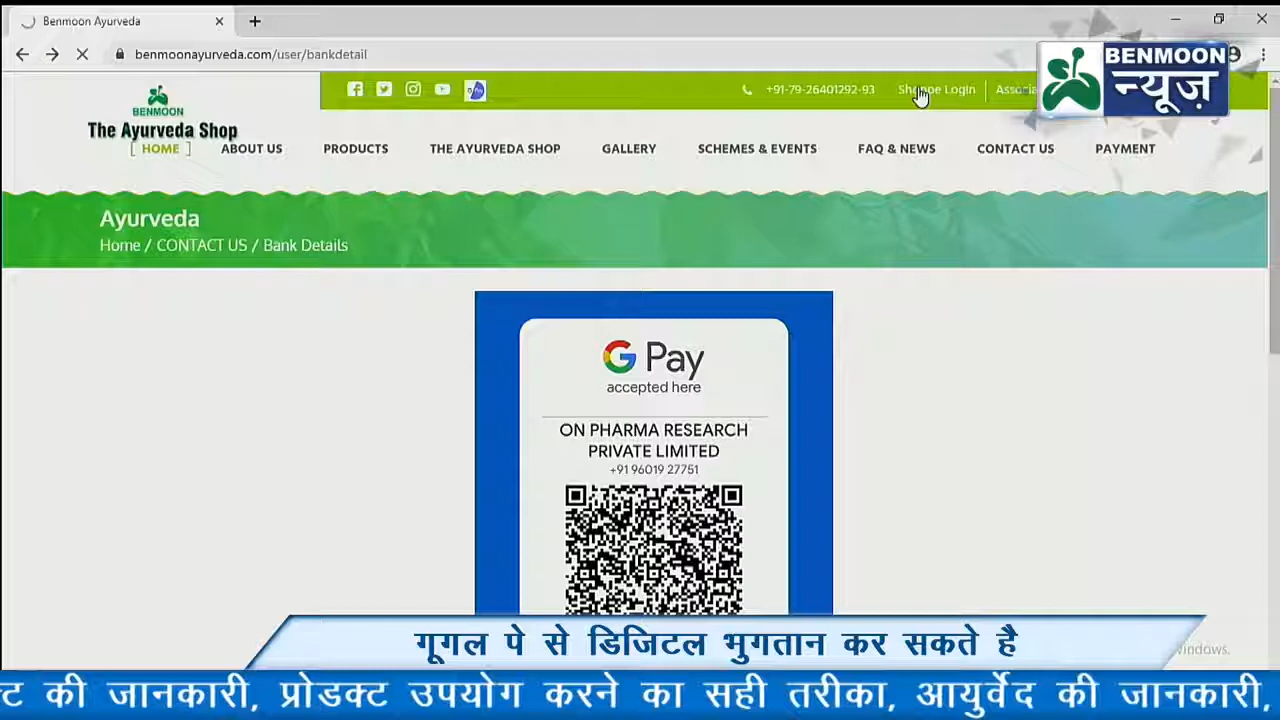 Benmoon Ayurveda
benmoonayurveda.com/user/bankdetail
BENMOON
न्यूज़
BENMOON
The Ayurveda Shop
+91-79-26401292-93
Login
[ HOME ] ABOUT US PRODUCTS THE AYURVEDA SHOP GALLERY SCHEMES & EVENTS FAQ & NEWS CONTACT US PAYMENT
Ayurveda
Home / CONTACT US / Bank Details
G Pay
accepted here
ON PHARMA RESEARCH
PRIVATE LIMITED
+91 96019 27751
गूगल पे से डिजिटल भुगतान कर सकते है
ट की जानकारी, प्रोडक्ट उपयोग करने का सही तरीका, आयुर्वेद की जानकारी,